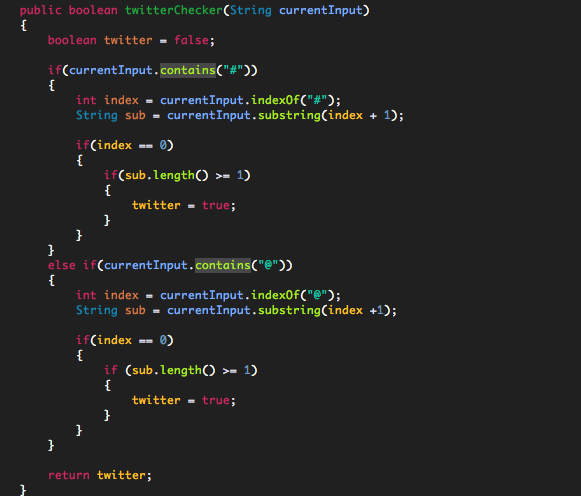 public boolean twitterChecker(String currentInput)
{
    boolean twitter = false;

    if(currentInput.contains("#"))
    {
        int index = currentInput.indexOf("#");
        String sub = currentInput.substring(index + 1);

        if(index == 0)
        {
            if(sub.length() >= 1)
            {
                twitter = true;
            }
        }
    }
    else if(currentInput.contains("@"))
    {
        int index = currentInput.indexOf("@");
        String sub = currentInput.substring(index +1);

        if(index == 0)
        {
            if (sub.length() >= 1)
            {
                twitter = true;
            }
        }
    }

    return twitter;
}